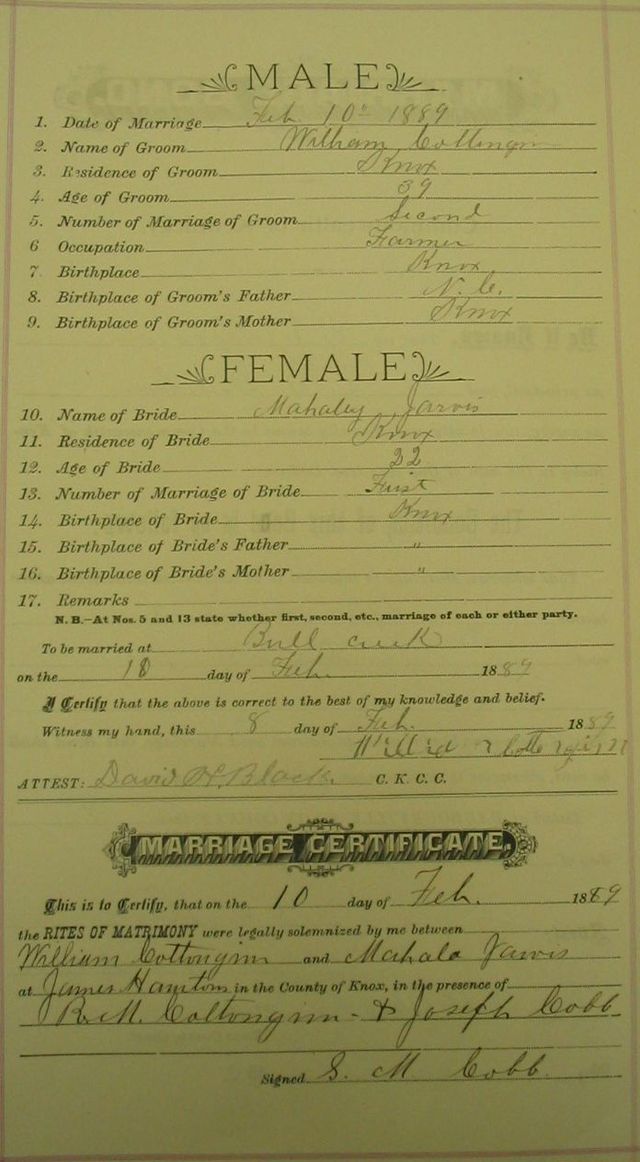 MALE
1. Date of Marriage Feb. 10th 1889
2. Name of Groom William Cottongim
3. Residence of Groom Knox
4. Age of Groom 39
5. Number of Marriage of Groom Second
6 Occupation Farmer
7. Birthplace Knox
8. Birthplace of Groom's Father N. C.
9. Birthplace of Groom's Mother Knox
FEMALE
10. Name of Bride Mahaley Jarvis
11. Residence of Bride Knox
12. Age of Bride 22
13. Number of Marriage of Bride First
14. Birthplace of Bride Knox
15. Birthplace of Bride's Father "
16. Birthplace of Bride's Mother "
17. Remarks
N. B.—At Nos. 5 and 13 state whether first, second, etc., marriage of each or either party.
To be married at Bull creek
on the 10 day of Feb. 1889
I Certify that the above is correct to the best of my knowledge and belief.
Witness my hand, this 8 day of Feb. 1889
ATTEST: David H. Black C. K. C. C.
MARRIAGE CERTIFICATE.
This is to Certify, that on the 10 day of Feb. 1889
the RITES OF MATRIMONY were legally solemnized by me between
William Cottongim and Mahala Jarvis
at James in the County of Knox, in the presence of
R. M. Cottongim - & Joseph Cobb
Signed S. M Cobb